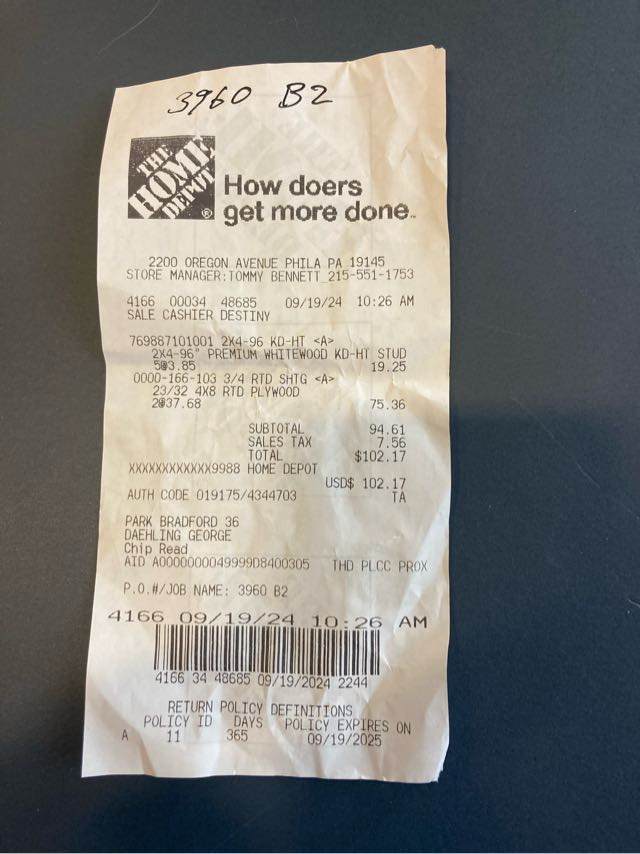 3960 B2
THE HOME DEPOT ®
How doers
get more done™
2200 OREGON AVENUE PHILA PA 19145
STORE MANAGER:TOMMY BENNETT 215-551-1753
4166 00034 48685 09/19/24 10:26 AM
SALE CASHIER DESTINY
769887101001 2X4-96 KD-HT <A>
2X4-96" PREMIUM WHITEWOOD KD-HT STUD
5@3.85 19.25
0000-166-103 3/4 RTD SHTG <A>
23/32 4X8 RTD PLYWOOD
2@37.68 75.36
SUBTOTAL 94.61
SALES TAX 7.56
TOTAL $102.17
XXXXXXXXXXXX9988 HOME DEPOT
USD$ 102.17
AUTH CODE 019175/4344703 TA
PARK BRADFORD 36
DAEHLING GEORGE
Chip Read
AID A0000000049999D8400305 THD PLCC PROX
P.O.#/JOB NAME: 3960 B2
4166 09/19/24 10:26 AM
4166 34 48685 09/19/2024 2244
RETURN POLICY DEFINITIONS
POLICY ID DAYS POLICY EXPIRES ON
A 11 365 09/19/2025